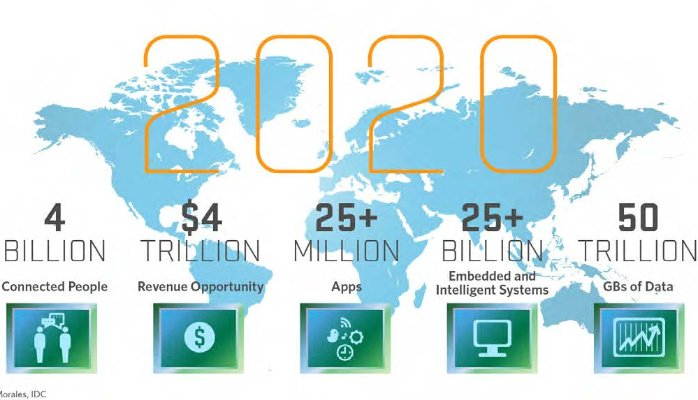 2020
4
BILLION
Connected People
$4
TRILLION
Revenue Opportunity
25+
MILLION
Apps
25+
BILLION
Embedded and
Intelligent Systems
50
TRILLION
GBs of Data
$
Morales, IDC